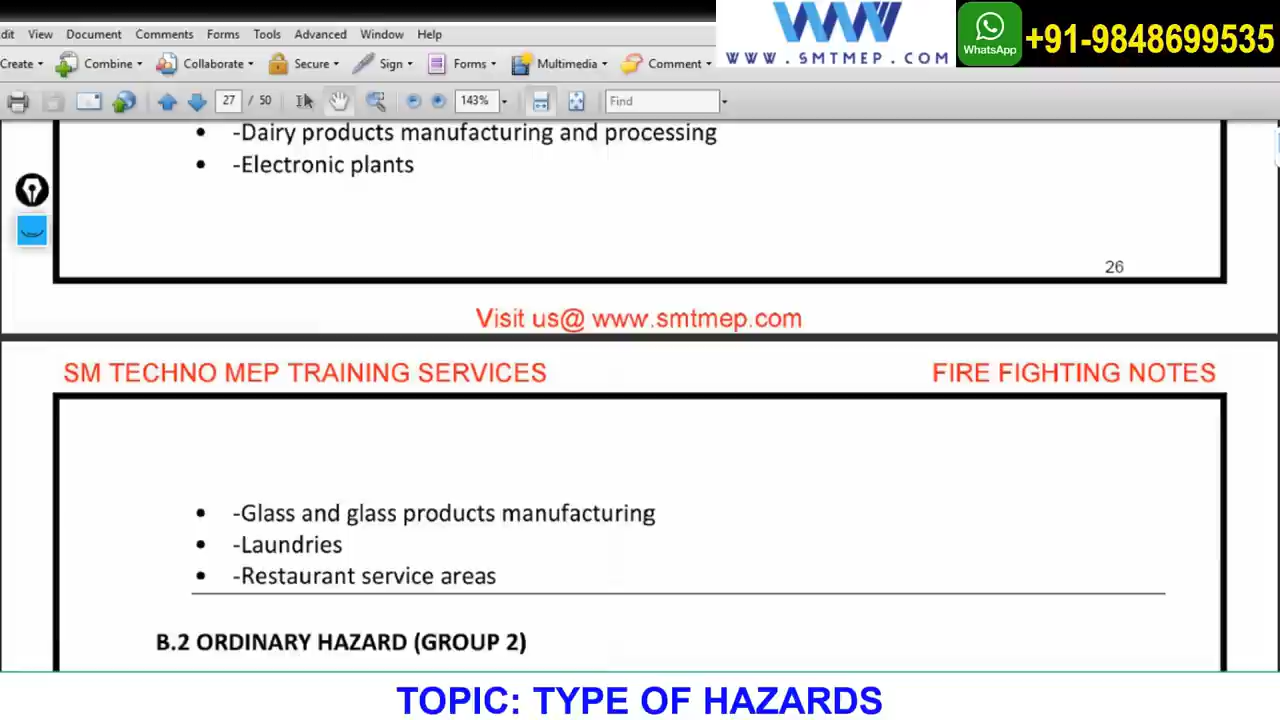 dit View Document Comments Forms Tools Advanced Window Help
WWW.SMTMEP.COM
WhatsApp
+91-9848699535
Create Combine Collaborate Secure Sign Forms Multimedia Comment
27 / 50 143% Find
-Dairy products manufacturing and processing
-Electronic plants
26
Visit us@ www.smtmep.com
SM TECHNO MEP TRAINING SERVICES FIRE FIGHTING NOTES
-Glass and glass products manufacturing
-Laundries
-Restaurant service areas
B.2 ORDINARY HAZARD (GROUP 2)
TOPIC: TYPE OF HAZARDS